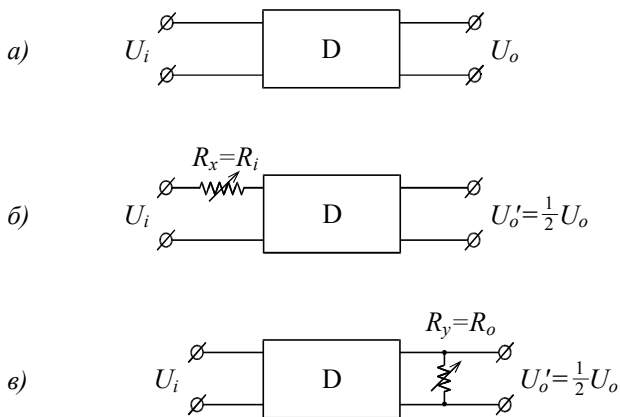 а) U_i D U_o
R_x=R_i
б) U_i D U_o'=½U_o
R_y=R_o
в) U_i D U_o'=½U_o